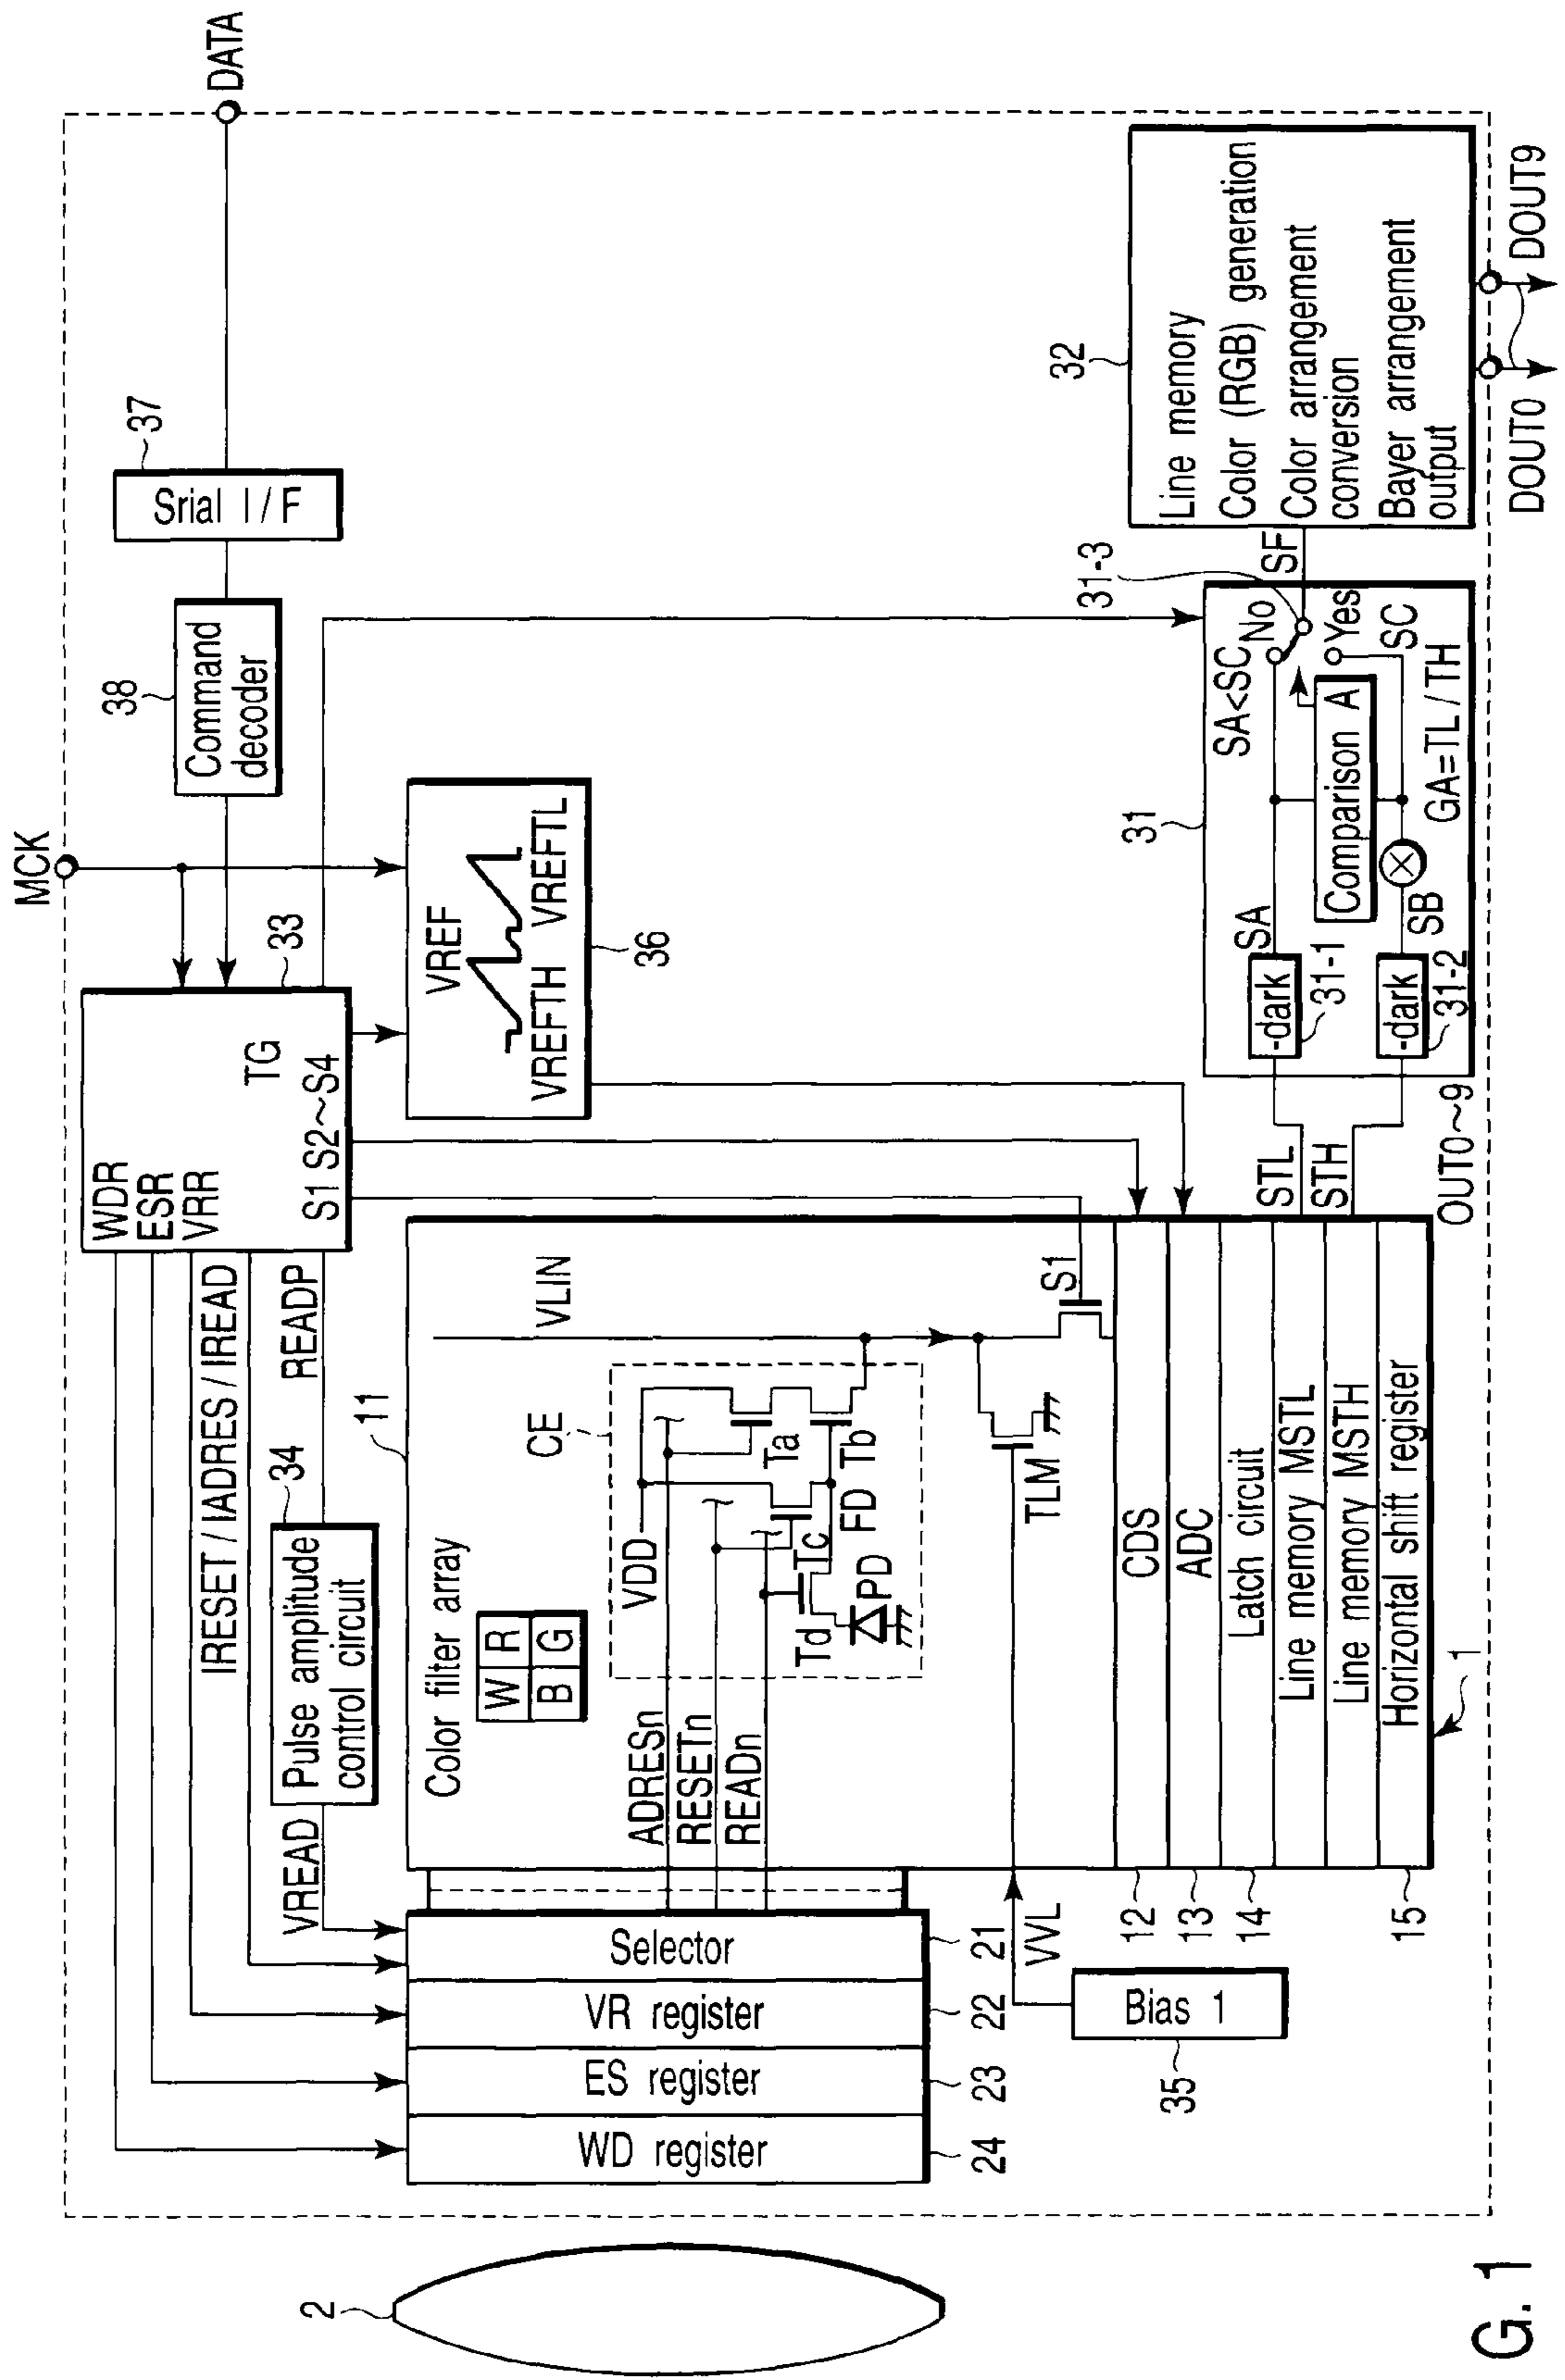 MCK
DATA
37
Srial I / F
38
Command
decoder
33
WDR
ESR
VRR
TG
S1 S2~S4
IRESET / IADRES / IREAD
READP
34
Pulse amplitude
control circuit
VREAD
VREF
VREFTH VREFTL
36
11
Color filter array
W R
B G
CE
VLIN
VDD
ADRESn
RESETn
READn
Ta
Tb
Tc
Td
FD
PD
TLM
S1
Selector
VR register
ES register
WD register
21
22
23
24
VVL
Bias 1
35
CDS
ADC
Latch circuit
Line memory MSTL
Line memory MSTH
Horizontal shift register
12
13
14
15
1
STL
STH
OUT0~9
31
-dark
31-1
-dark
31-2
SA
SB
Comparison A
SA<SC
No
Yes
SC
GA=TL / TH
31-3
SF
32
Line memory
Color (RGB) generation
Color arrangement
conversion
Bayer arrangement
output
DOUT0
DOUT9
2
G. 1